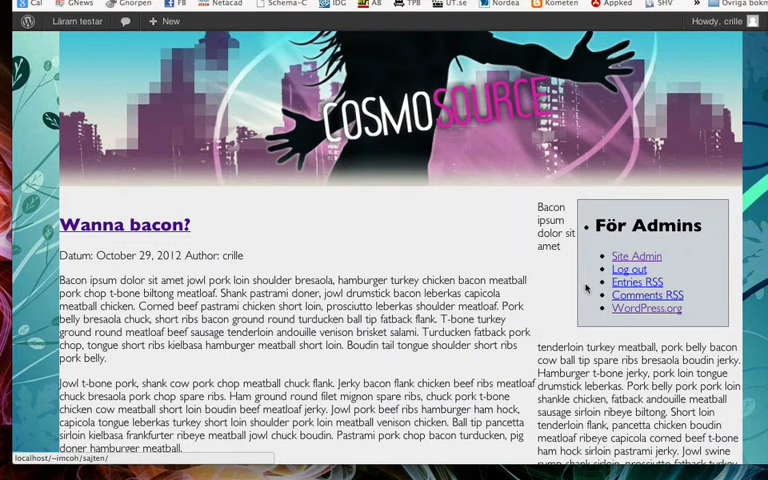 Cal GNews Gnorpen FB Netacad Schema-C IDG AB TPB UT.se Nordea Kometen Appked SHV » Övriga bokm
Läram testar + New Howdy, crille
COSMOSOURCE
Wanna bacon?
Datum: October 29, 2012 Author: crille
Bacon ipsum dolor sit amet jowl pork loin shoulder bresaola, hamburger turkey chicken bacon meatball
pork chop t-bone biltong meatloaf. Shank pastrami doner, jowl drumstick bacon leberkas capicola
meatball chicken. Corned beef pastrami chicken short loin, prosciutto leberkas shoulder meatloaf. Pork
belly bresaola chuck, short ribs bacon ground round turducken ball tip fatback flank. T-bone turkey
ground round meatloaf beef sausage tenderloin andouille venison brisket salami. Turducken fatback pork
chop, tongue short ribs kielbasa hamburger meatball short loin. Boudin tail tongue shoulder short ribs
pork belly.
Jowl t-bone pork, shank cow pork chop meatball chuck flank. Jerky bacon flank chicken beef ribs meatloaf
chuck bresaola pork chop spare ribs. Ham ground round filet mignon spare ribs, chuck pork t-bone
chicken cow meatball short loin boudin beef meatloaf jerky. Jowl pork beef ribs hamburger ham hock,
capicola tongue leberkas turkey short loin shoulder pork loin meatball venison chicken. Ball tip pancetta
sirloin kielbasa frankfurter ribeye meatball jowl chuck boudin. Pastrami pork chop bacon turducken, pig
doner hamburger meatball.
Bacon
ipsum
dolor sit
amet
För Admins
Site Admin
Log out
Entries RSS
Comments RSS
WordPress.org
tenderloin turkey meatball, pork belly bacon
cow ball tip spare ribs bresaola boudin jerky.
Hamburger t-bone jerky, pork loin tongue
drumstick leberkas. Pork belly pork pork loin
shankle chicken, fatback andouille meatball
sausage sirloin ribeye biltong. Short loin
tenderloin flank, pancetta chicken boudin
meatloaf ribeye capicola corned beef t-bone
ham hock sirloin pastrami jerky. Jowl swine
rump shank sirloin, prosciutto fatback turkey
localhost/~imcoh/sajten/